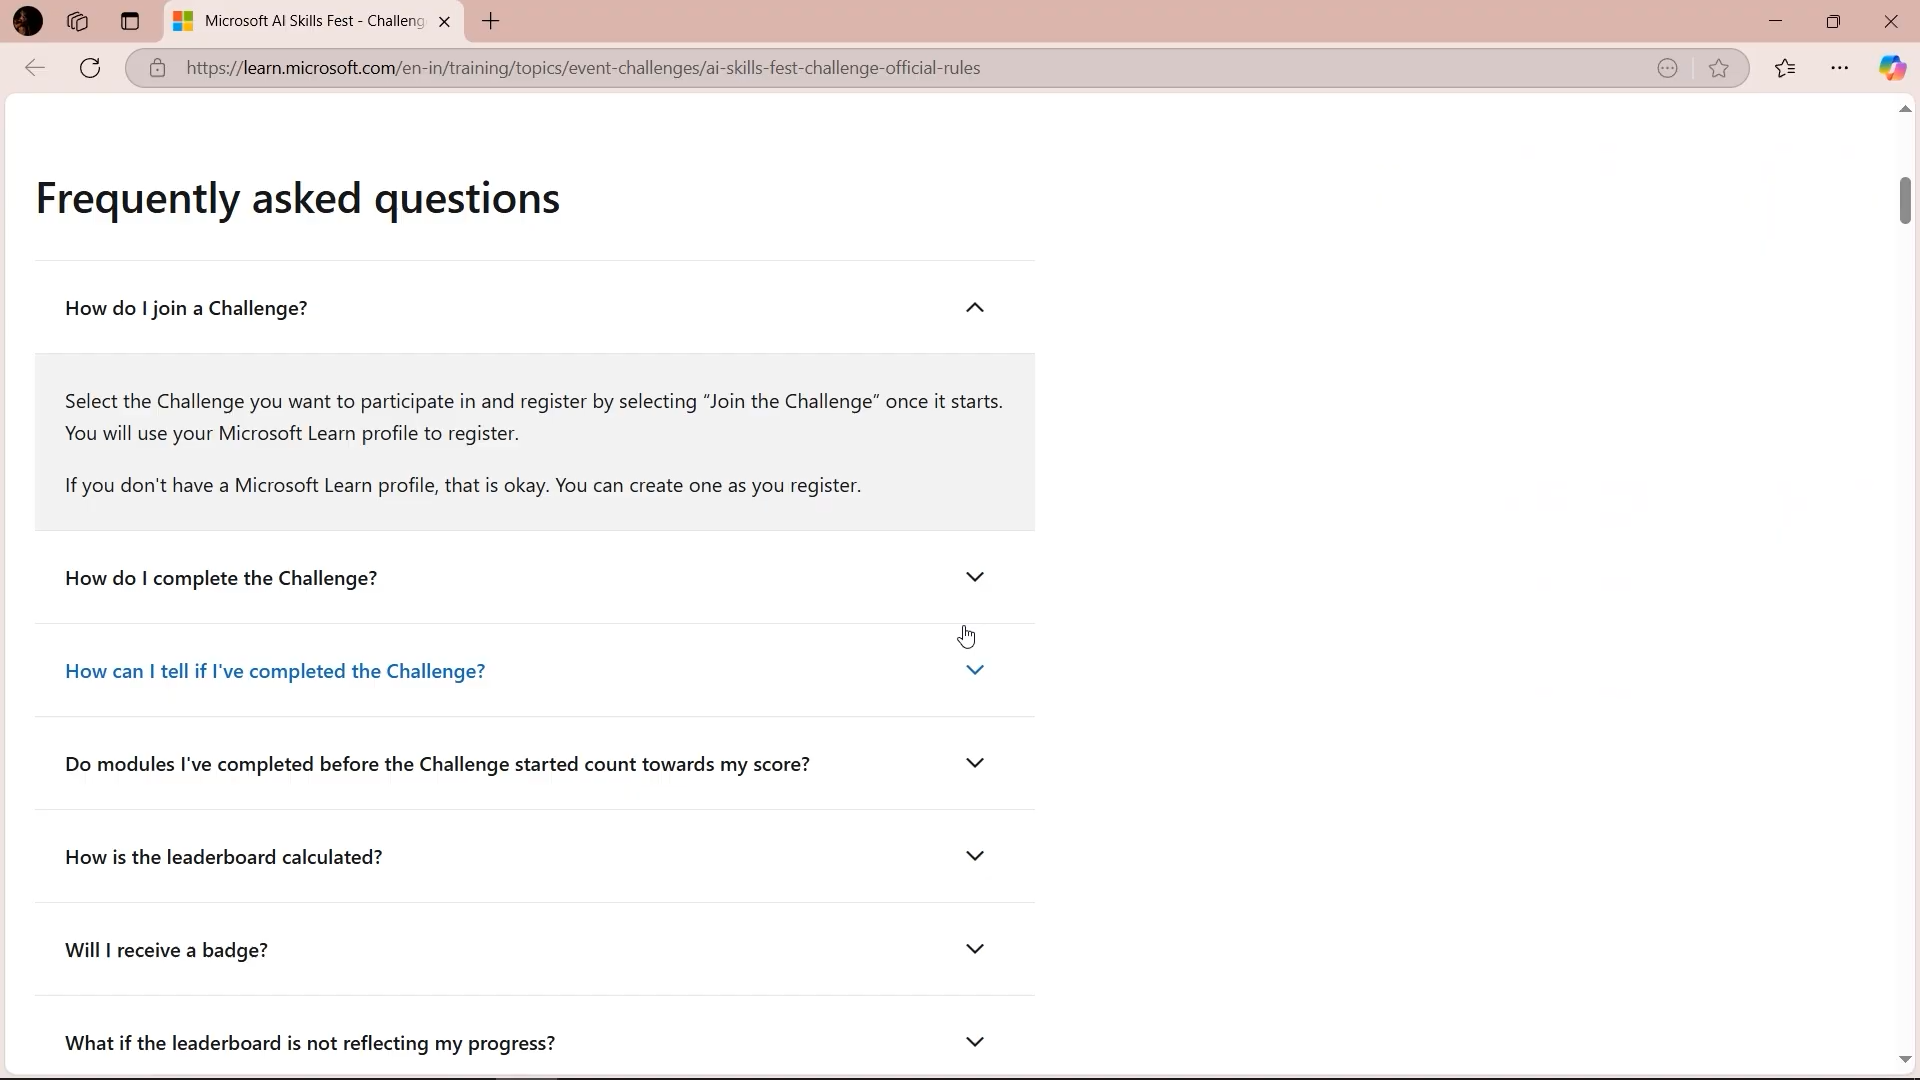 Microsoft AI Skills Fest - Challeng
https://learn.microsoft.com/en-in/training/topics/event-challenges/ai-skills-fest-challenge-official-rules
Frequently asked questions
How do I join a Challenge?
Select the Challenge you want to participate in and register by selecting “Join the Challenge” once it starts.
You will use your Microsoft Learn profile to register.
If you don't have a Microsoft Learn profile, that is okay. You can create one as you register.
How do I complete the Challenge?
How can I tell if I've completed the Challenge?
Do modules I've completed before the Challenge started count towards my score?
How is the leaderboard calculated?
Will I receive a badge?
What if the leaderboard is not reflecting my progress?